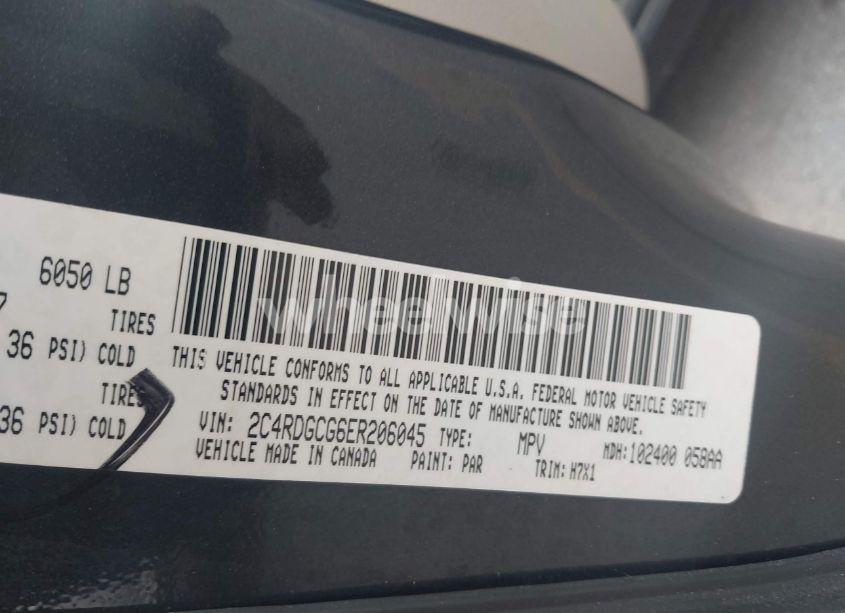 6050 LB
7
TIRES
36 PSI) COLD
TIRES
36 PSI) COLD
wheelwise
THIS VEHICLE CONFORMS TO ALL APPLICABLE U.S.A. FEDERAL MOTOR VEHICLE SAFETY
STANDARDS IN EFFECT ON THE DATE OF MANUFACTURE SHOWN ABOVE.
VIN: 2C4RDGCG6ER206045 TYPE: MPV MDH:102400 058AA
VEHICLE MADE IN CANADA PAINT: PAR TRIM: H7X1